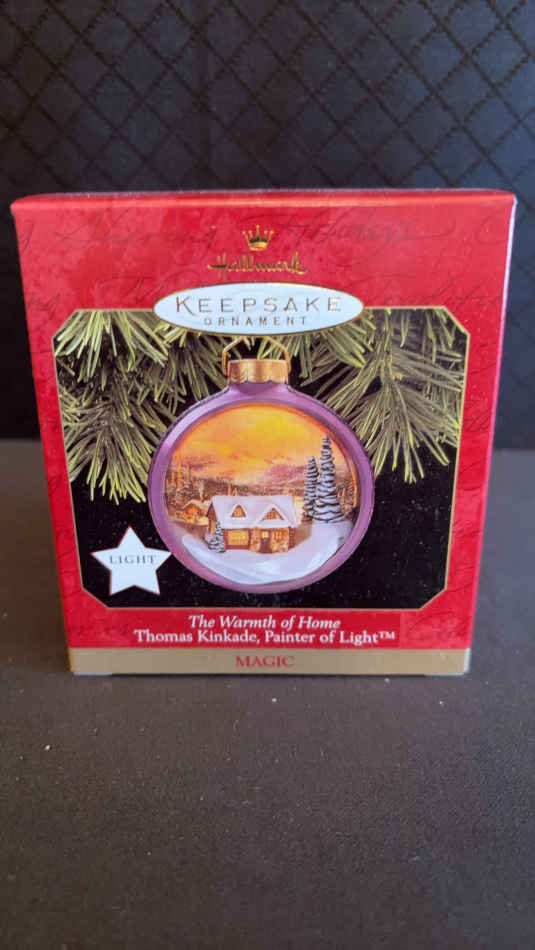 Hallmark
KEEPSAKE
ORNAMENT
LIGHT
The Warmth of Home
Thomas Kinkade, Painter of Light™
MAGIC